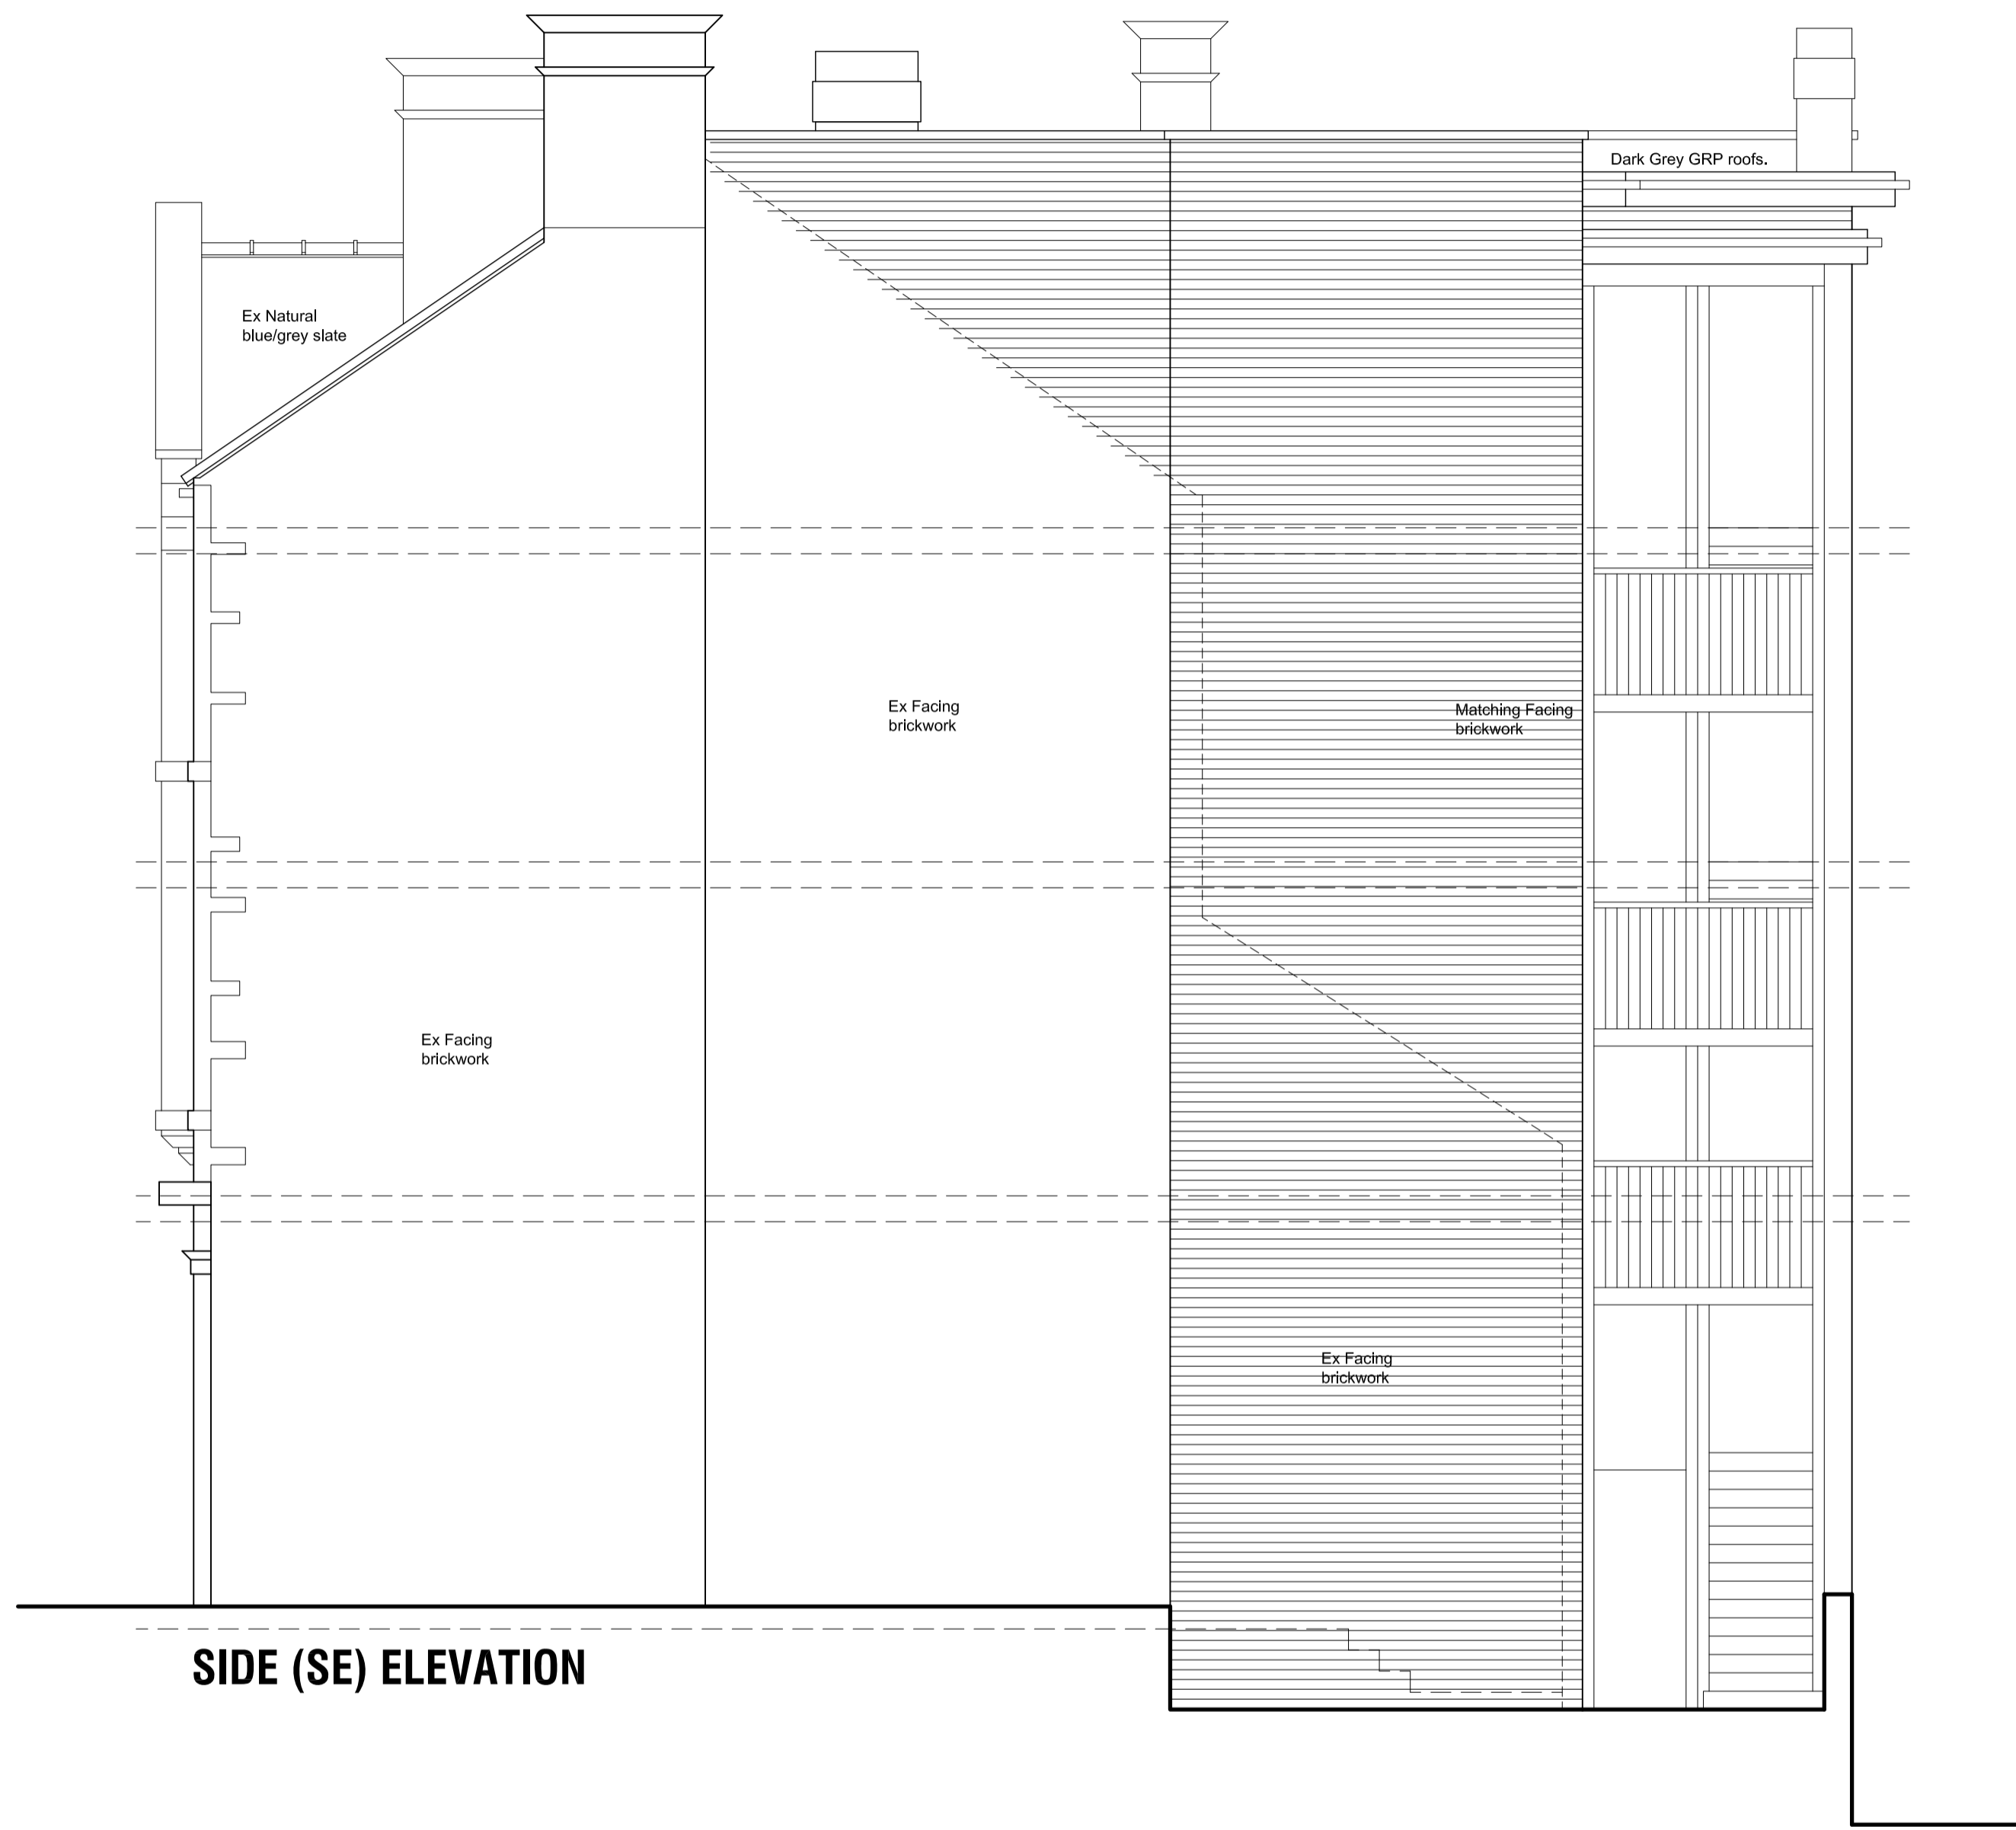 Dark Grey GRP roofs.
Ex Natural
blue/grey slate
Ex Facing
brickwork
Matching Facing
brickwork
Ex Facing
brickwork
Ex Facing
brickwork
SIDE (SE) ELEVATION